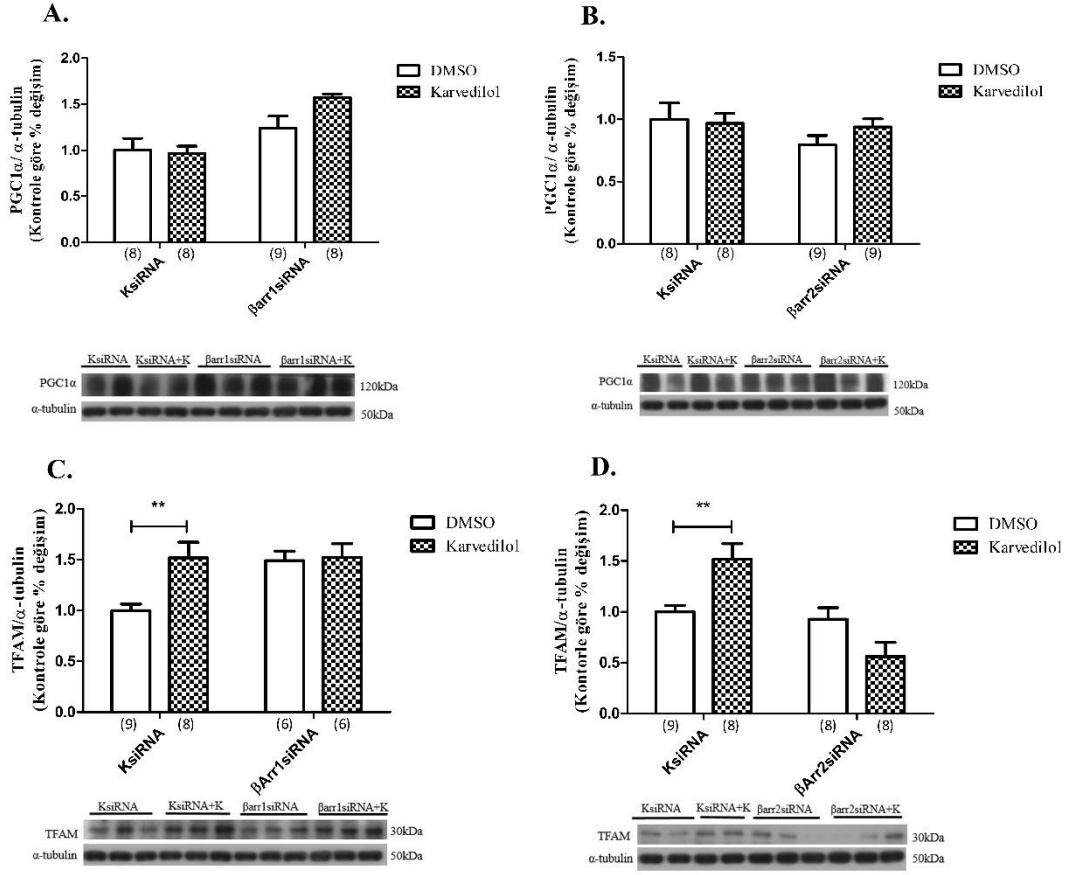 A.
PGC1α/ α-tubulin
(Kontrole göre % değişim)
2.0
1.5
1.0
0.5
0.0
(8)
(8)
(9)
(8)
KsiRNA
βarr1siRNA
DMSO
Karvedilol
KsiRNA
KsiRNA+K
βarr1siRNA
βarr1siRNA+K
PGC1α
120kDa
α-tubulin
50kDa
B.
PGC1α/ α-tubulin
(Kontrole göre % değişim)
1.5
1.0
0.5
0.0
(8)
(8)
(9)
(9)
KsiRNA
βarr2siRNA
DMSO
Karvedilol
KsiRNA
KsiRNA+K
βarr2siRNA
βarr2siRNA+K
PGC1α
120kDa
α-tubulin
50kDa
C.
TFAM/α-tubulin
(Kontrole göre % değişim)
2.0
1.5
1.0
0.5
0.0
**
(9)
(8)
(6)
(6)
KsiRNA
βArr1siRNA
DMSO
Karvedilol
KsiRNA
KsiRNA+K
βarr1siRNA
βarr1siRNA+K
TFAM
30kDa
α-tubulin
50kDa
D.
TFAM/α-tubulin
(Kontorle göre % değişim)
2.0
1.5
1.0
0.5
0.0
**
(9)
(8)
(8)
(8)
KsiRNA
βArr2siRNA
DMSO
Karvedilol
KsiRNA
KsiRNA+K
βarr2siRNA
βarr2siRNA+K
TFAM
30kDa
α-tubulin
50kDa